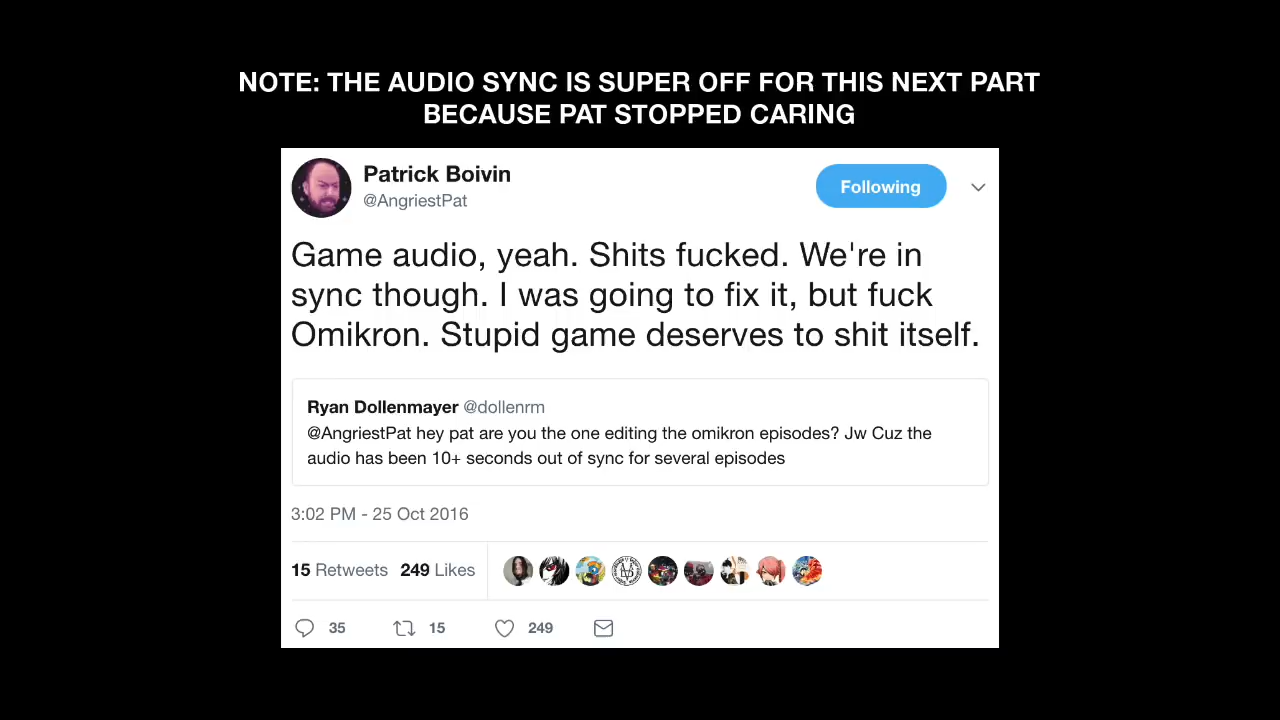 NOTE: THE AUDIO SYNC IS SUPER OFF FOR THIS NEXT PART
BECAUSE PAT STOPPED CARING
Patrick Boivin
@AngriestPat
Following
Game audio, yeah. Shits fucked. We're in
sync though. I was going to fix it, but fuck
Omikron. Stupid game deserves to shit itself.
Ryan Dollenmayer @dollenrm
@AngriestPat hey pat are you the one editing the omikron episodes? Jw Cuz the
audio has been 10+ seconds out of sync for several episodes
3:02 PM - 25 Oct 2016
15 Retweets 249 Likes
35 15 249